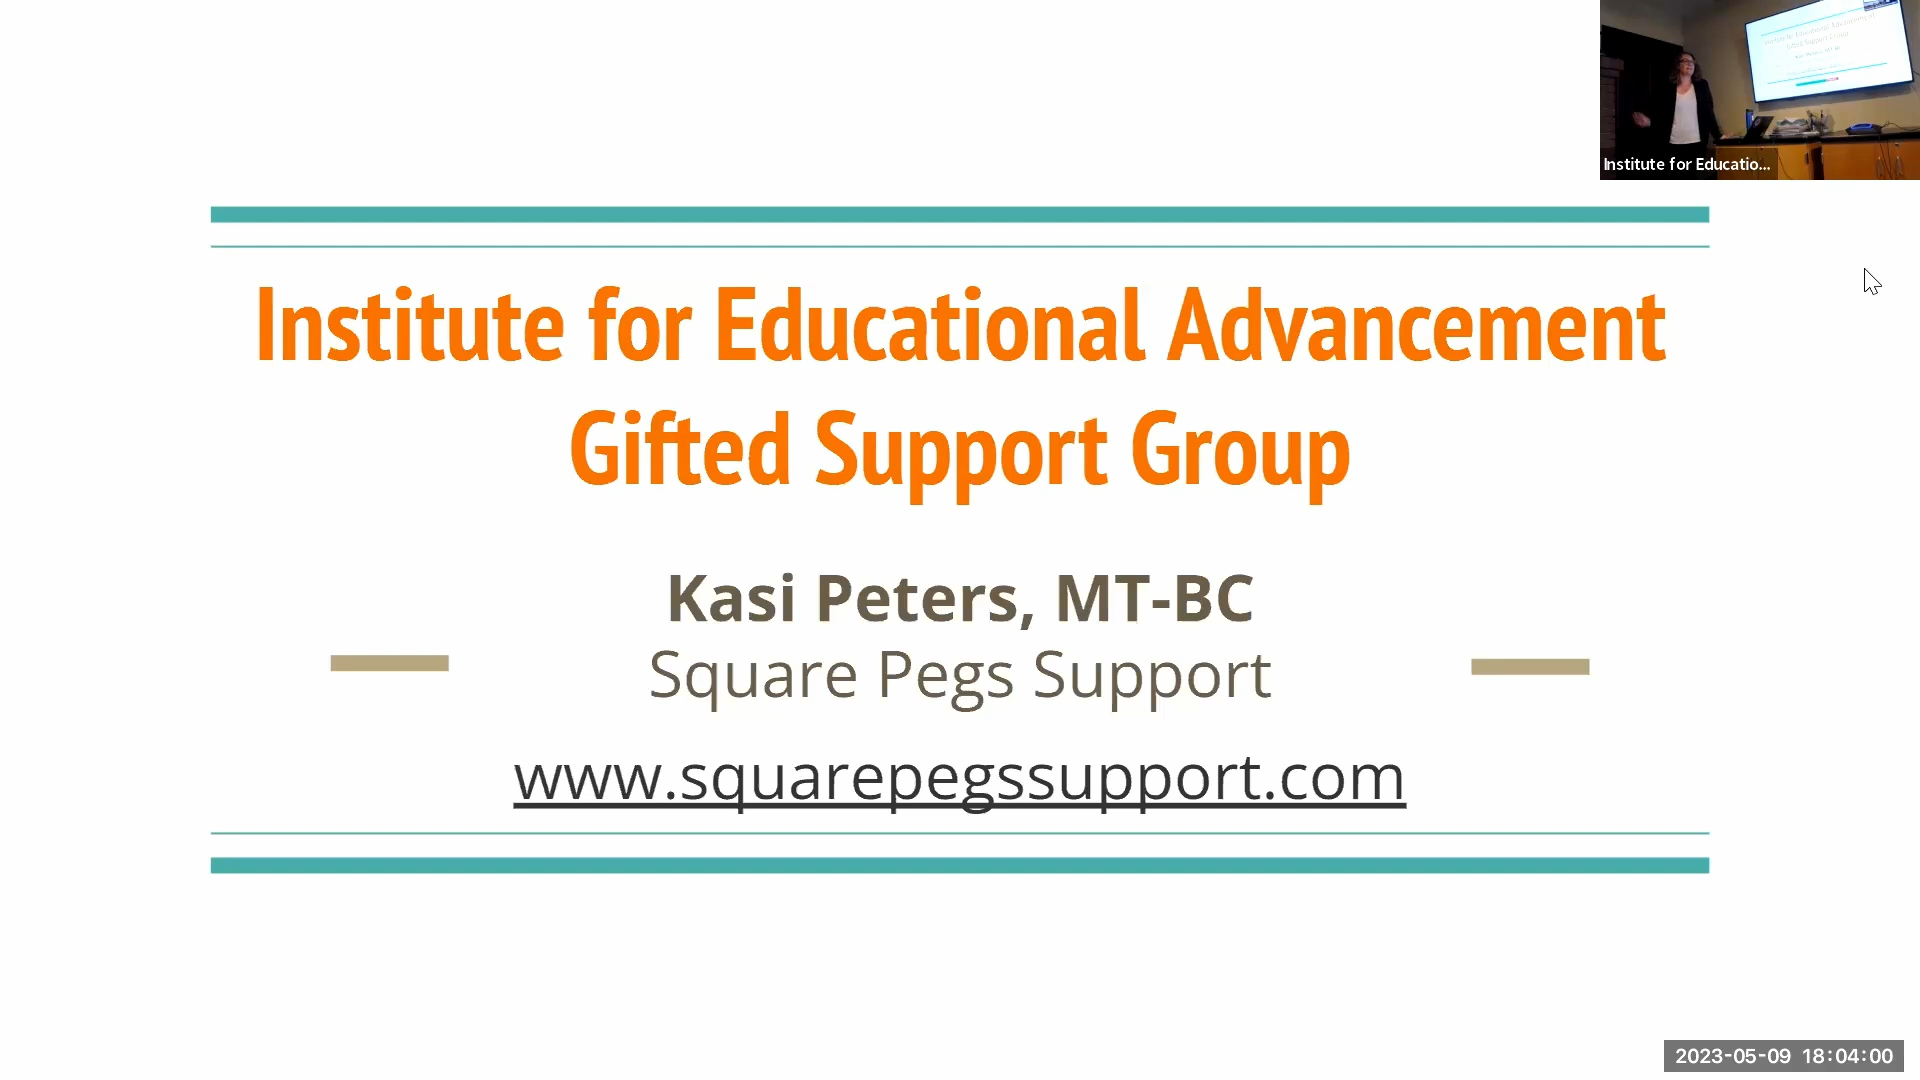 Institute for Educatio...
Institute for Educational Advancement
Gifted Support Group
Kasi Peters, MT-BC
Square Pegs Support
www.squarepegssupport.com
2023-05-09 18:04:00